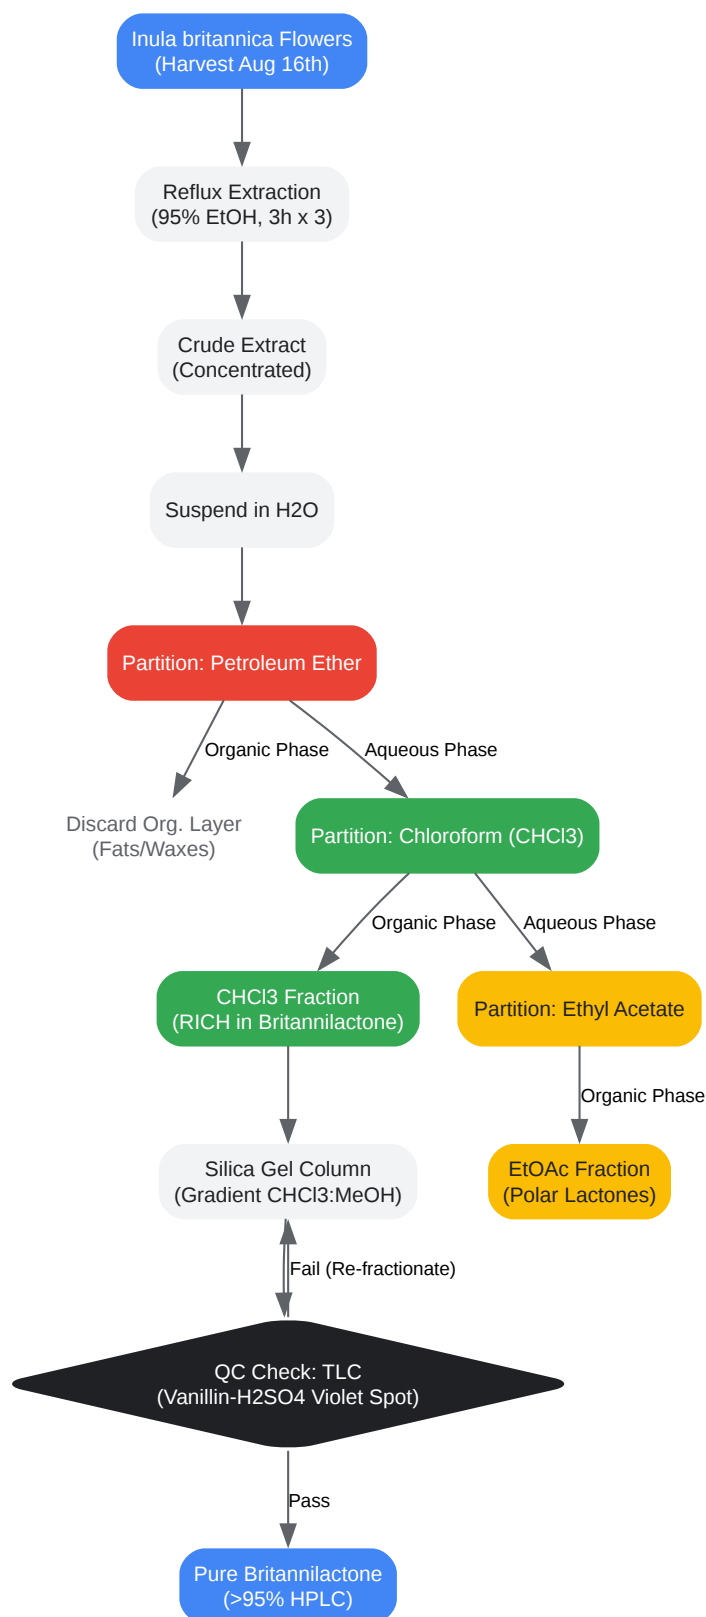 Inula britannica Flowers
(Harvest Aug 16th)
Reflux Extraction
(95% EtOH, 3h x 3)
Crude Extract
(Concentrated)
Suspend in H2O
Partition: Petroleum Ether
Organic Phase
Aqueous Phase
Discard Org. Layer
(Fats/Waxes)
Partition: Chloroform (CHCl3)
Organic Phase
Aqueous Phase
CHCl3 Fraction
(RICH in Britannilactone)
Partition: Ethyl Acetate
Organic Phase
Silica Gel Column
(Gradient CHCl3:MeOH)
EtOAc Fraction
(Polar Lactones)
Fail (Re-fractionate)
QC Check: TLC
(Vanillin-H2SO4 Violet Spot)
Pass
Pure Britannilactone
(>95% HPLC)